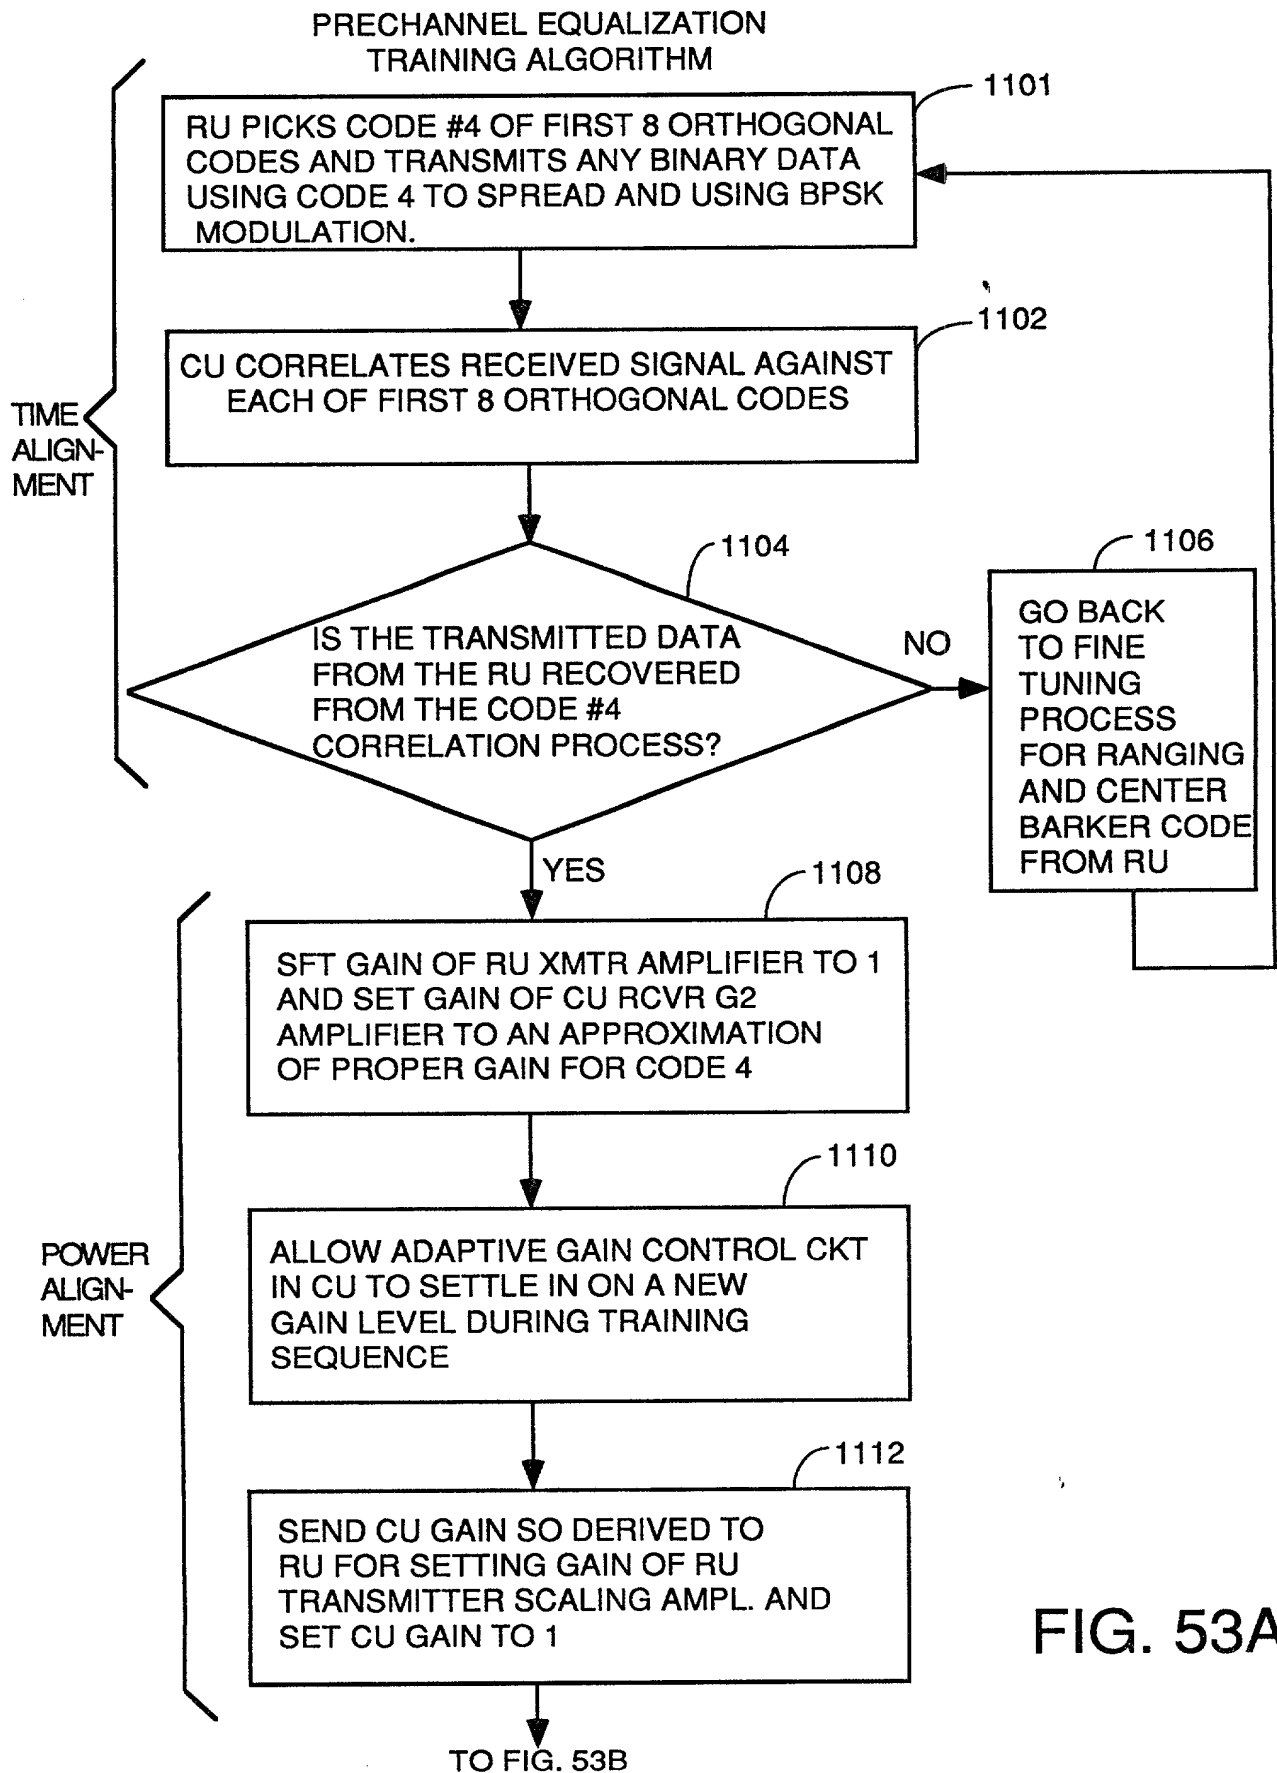 PRECHANNEL EQUALIZATION
TRAINING ALGORITHM
1101
RU PICKS CODE #4 OF FIRST 8 ORTHOGONAL
CODES AND TRANSMITS ANY BINARY DATA
USING CODE 4 TO SPREAD AND USING BPSK
MODULATION.
1102
CU CORRELATES RECEIVED SIGNAL AGAINST
EACH OF FIRST 8 ORTHOGONAL CODES
TIME
ALIGN-
MENT
1104
IS THE TRANSMITTED DATA
FROM THE RU RECOVERED
FROM THE CODE #4
CORRELATION PROCESS?
NO
1106
GO BACK
TO FINE
TUNING
PROCESS
FOR RANGING
AND CENTER
BARKER CODE
FROM RU
YES
1108
SFT GAIN OF RU XMTR AMPLIFIER TO 1
AND SET GAIN OF CU RCVR G2
AMPLIFIER TO AN APPROXIMATION
OF PROPER GAIN FOR CODE 4
1110
ALLOW ADAPTIVE GAIN CONTROL CKT
IN CU TO SETTLE IN ON A NEW
GAIN LEVEL DURING TRAINING
SEQUENCE
POWER
ALIGN-
MENT
1112
SEND CU GAIN SO DERIVED TO
RU FOR SETTING GAIN OF RU
TRANSMITTER SCALING AMPL. AND
SET CU GAIN TO 1
FIG. 53A
TO FIG. 53B